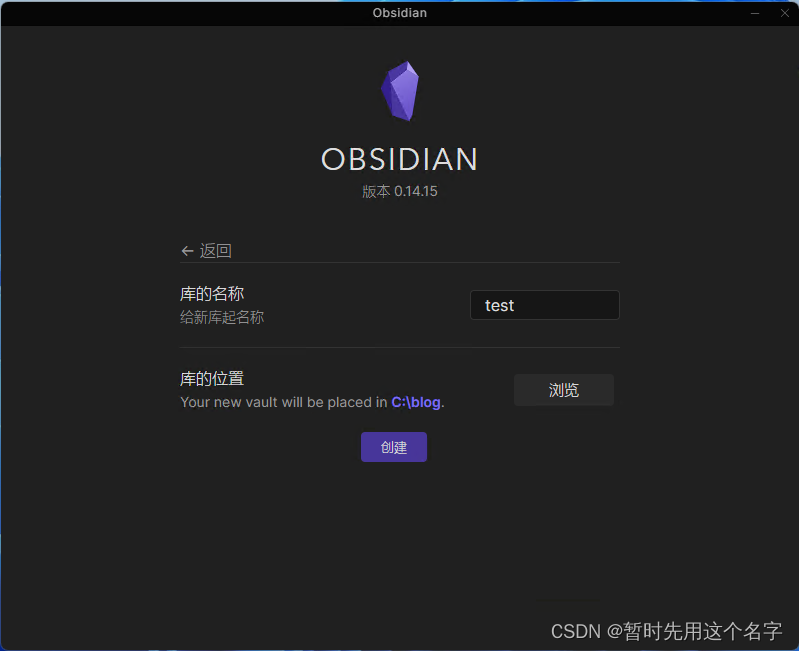 Obsidian
OBSIDIAN
版本 0.14.15
← 返回
库的名称
给新库起名称
test
库的位置
Your new vault will be placed in C:\blog.
浏览
创建
CSDN @暂时先用这个名字